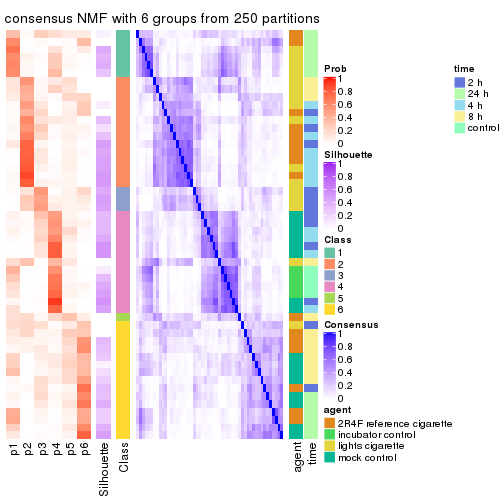 consensus NMF with 6 groups from 250 partitions
Prob
1
0.8
0.6
0.4
0.2
0
Silhouette
1
0.8
0.6
0.4
0.2
0
Class
1
2
3
4
5
6
Consensus
1
0.8
0.6
0.4
0.2
0
agent
2R4F reference cigarette
incubator control
lights cigarette
mock control
time
2 h
24 h
4 h
8 h
control
p1
p2
p3
p4
p5
p6
Silhouette
Class
agent
time